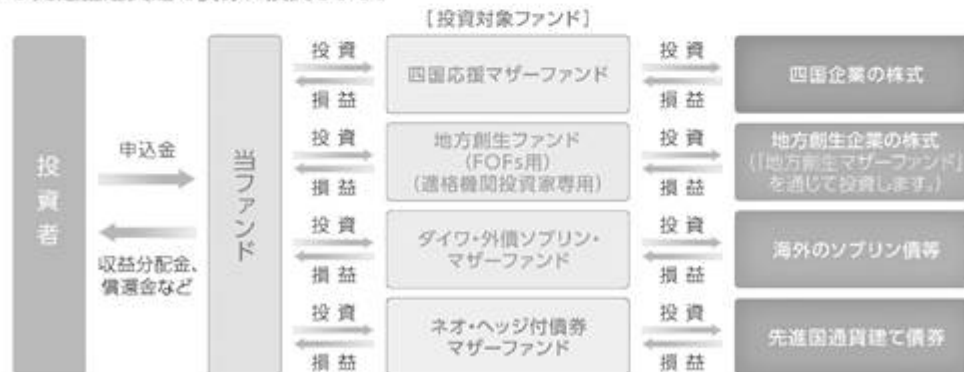 ［投資対象ファンド］
投資者
申込金
収益分配金、
償還金など
当ファンド
投資
損益
四国応援マザーファンド
投資
損益
四国企業の株式
投資
損益
地方創生ファンド
(FOFs用)
(適格機関投資家専用)
投資
損益
地方創生企業の株式
(「地方創生マザーファンド」
を通じて投資します。)
投資
損益
ダイワ・外債ソブリン・
マザーファンド
投資
損益
海外のソブリン債等
投資
損益
ネオ・ヘッジ付債券
マザーファンド
投資
損益
先進国通貨建て債券